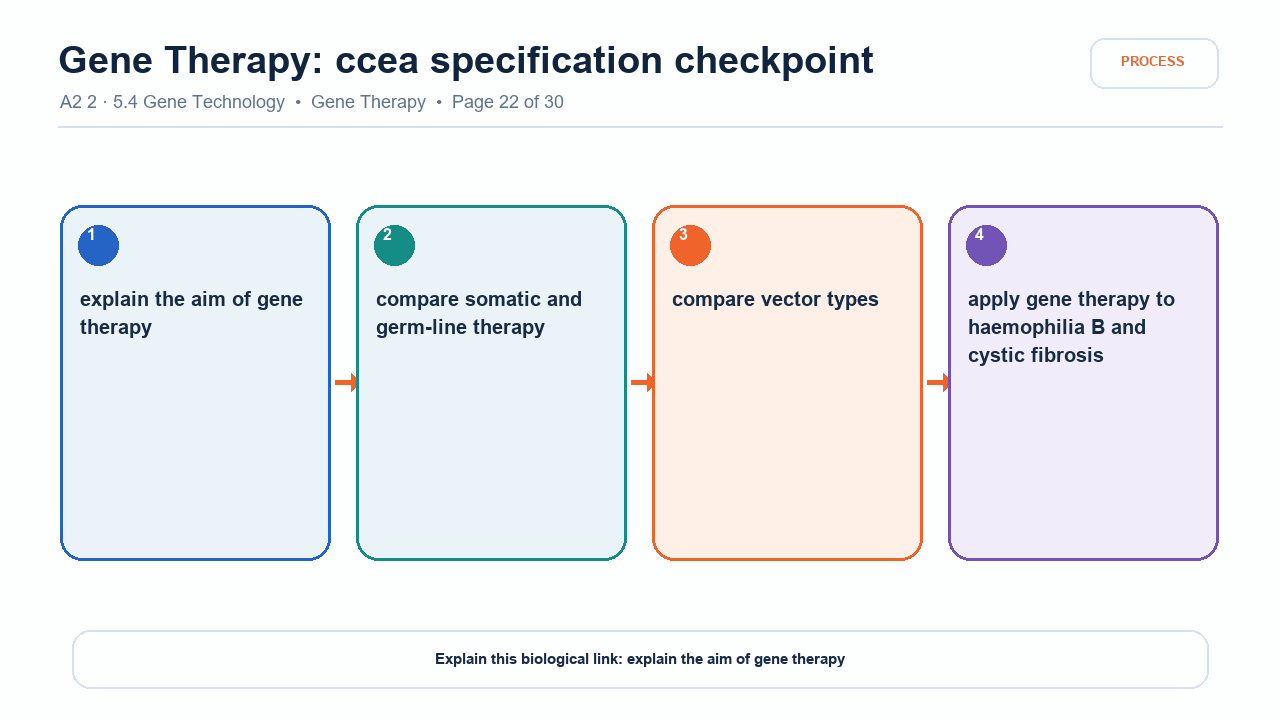 Gene Therapy: ccea specification checkpoint
PROCESS
A2 2 · 5.4 Gene Technology • Gene Therapy • Page 22 of 30
1
explain the aim of gene
therapy
2
compare somatic and
germ-line therapy
3
compare vector types
4
apply gene therapy to
haemophilia B and
cystic fibrosis
Explain this biological link: explain the aim of gene therapy